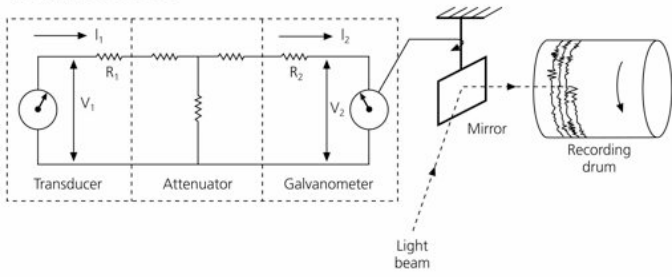 I1
I2
R1
R2
V1
V2
Mirror
Recording
drum
Transducer
Attenuator
Galvanometer
Light
beam